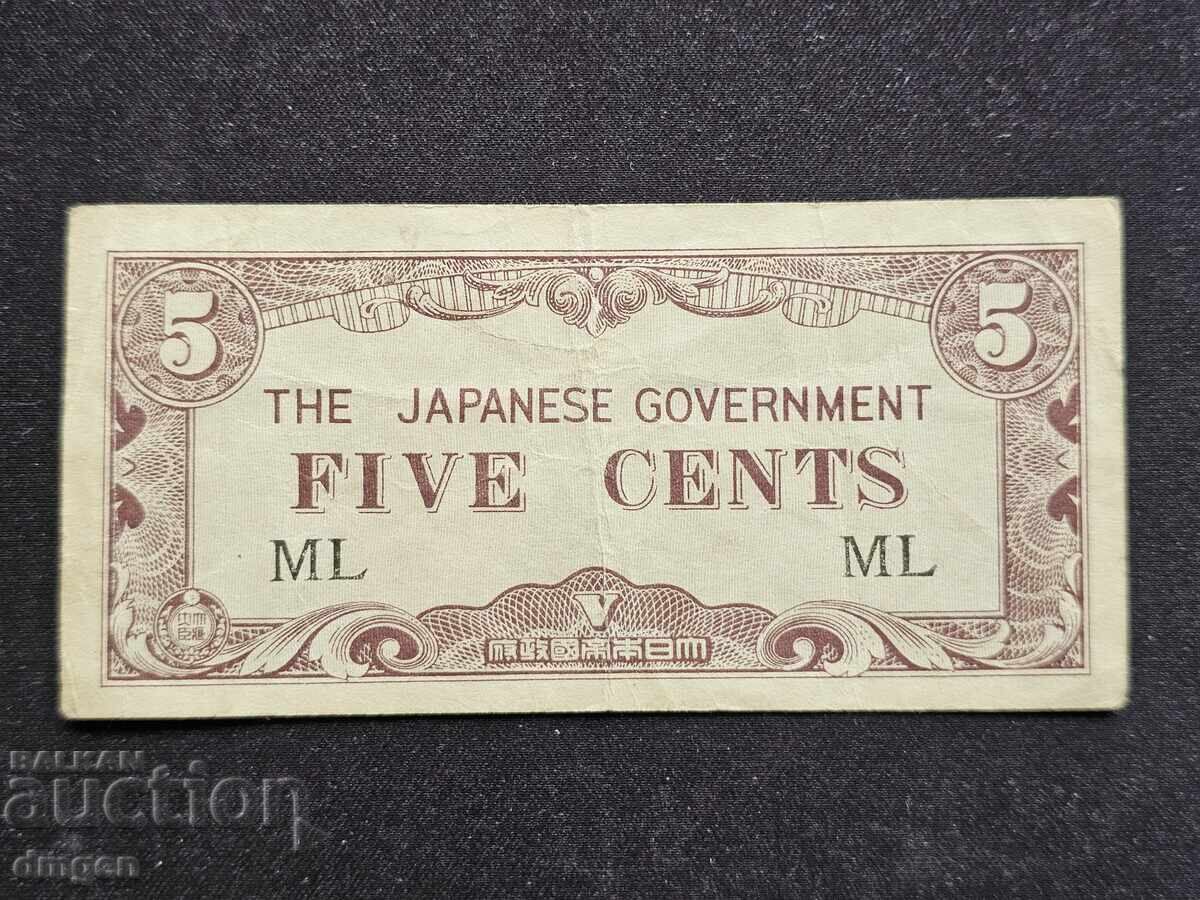 5 5
THE JAPANESE GOVERNMENT
FIVE CENTS
ML ML
V
府政國帝本日大
BALKAN
auction
dmgen